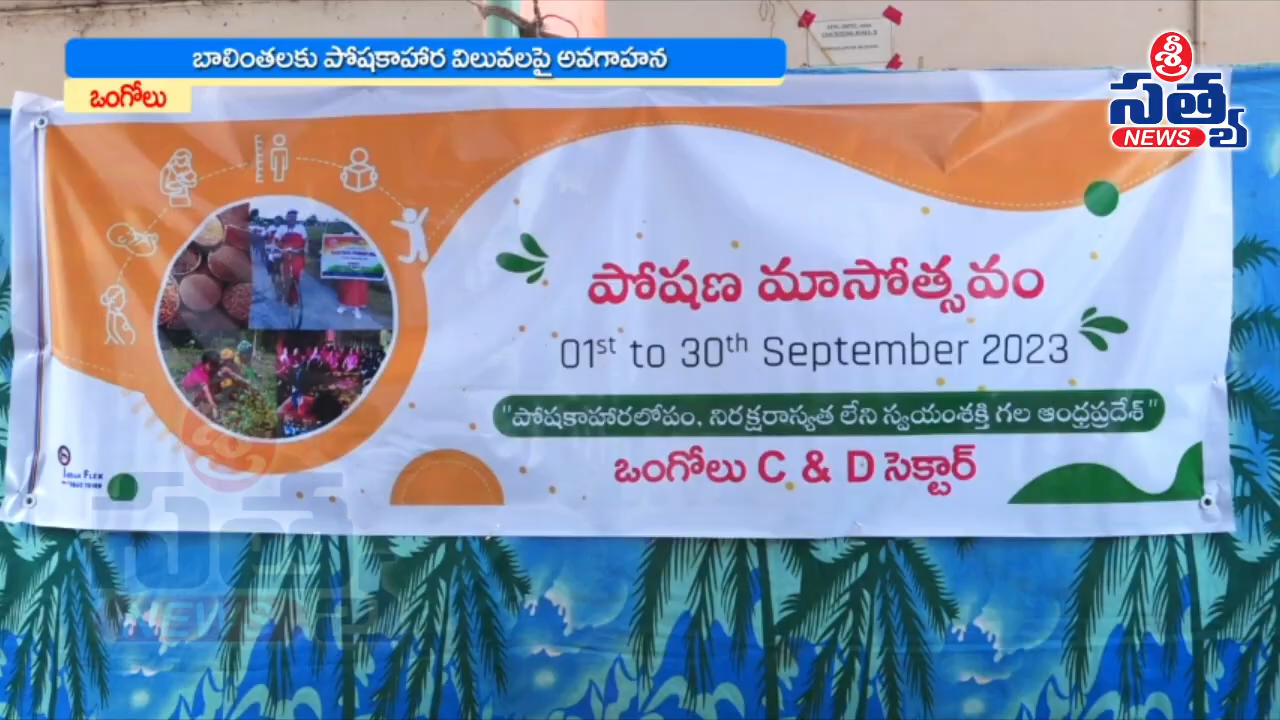 బాలింతలకు పోషకాహార విలువలపై అవగాహన
ఒంగోలు
శ్రీ
సత్య
NEWS
పోషణ మాసోత్సవం
01st to 30th September 2023
"పోషకాహారలోపం, నిరక్షరాస్యత లేని స్వయంశక్తి గల ఆంధ్రప్రదేశ్"
ఒంగోలు C & D సెక్టార్